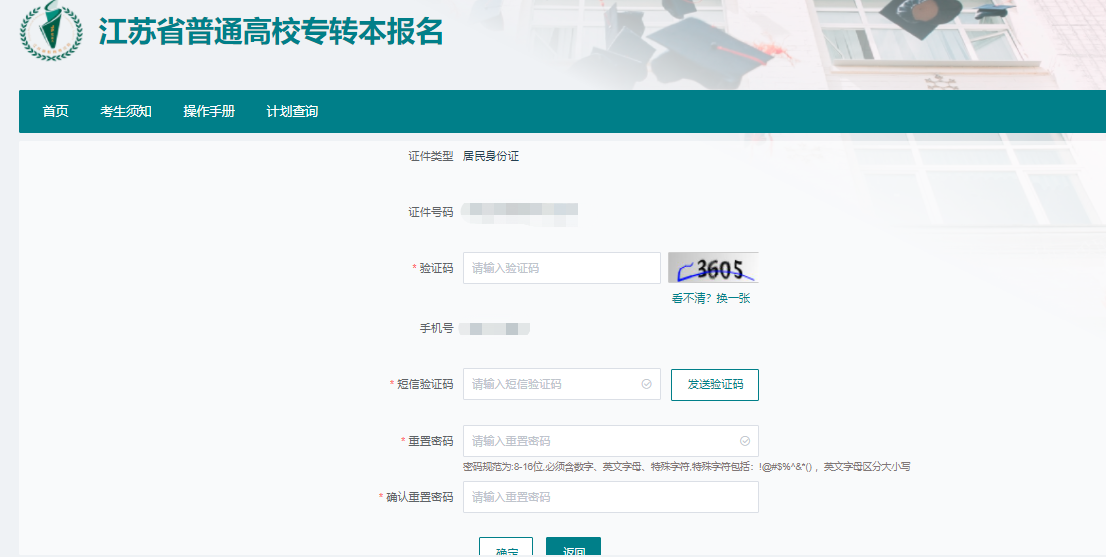 江苏省普通高校专转本报名
首页 考生须知 操作手册 计划查询
证件类型 居民身份证
证件号码
* 验证码 请输入验证码 3605
看不清？换一张
手机号
* 短信验证码 请输入短信验证码 发送验证码
* 重置密码 请输入重置密码
密码规范为:8-16位,必须含数字、英文字母、特殊字符,特殊字符包括：!@#$%^&*() ，英文字母区分大小写
* 确认重置密码 请输入重置密码
确定 返回